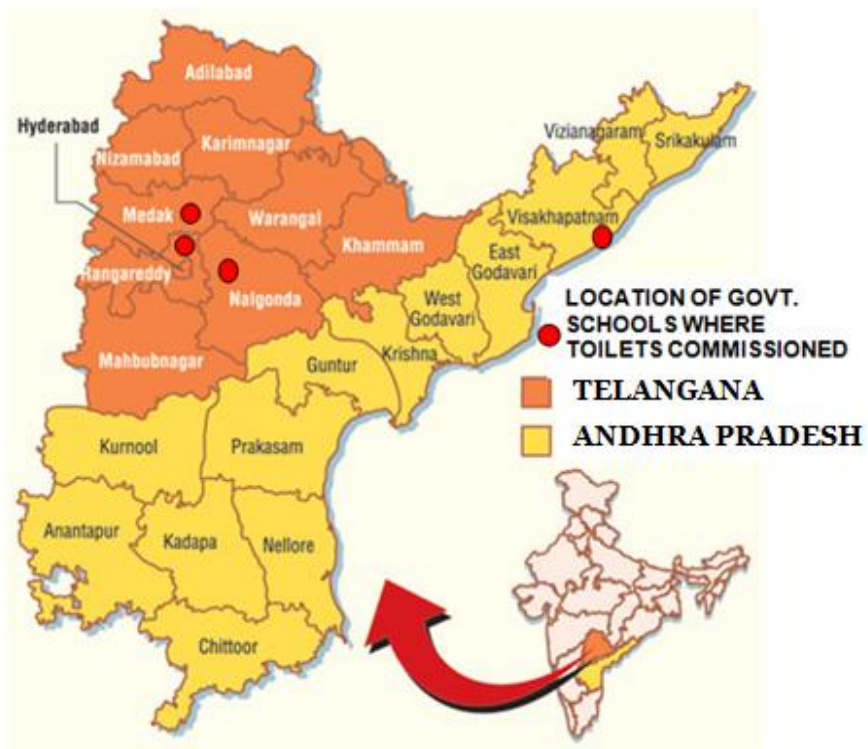 Adilabad
Hyderabad
Nizamabad
Karimnagar
Medak
Warangal
Rangareddy
Khammam
Nalgonda
Mahbubnagar
Vizianagaram
Srikakulam
Visakhapatnam
East
Godavari
West
Godavari
Krishna
Guntur
Kurnool
Prakasam
Anantapur
Kadapa
Nellore
Chittoor
LOCATION OF GOVT.
SCHOOLS WHERE
TOILETS COMMISSIONED
TELANGANA
ANDHRA PRADESH